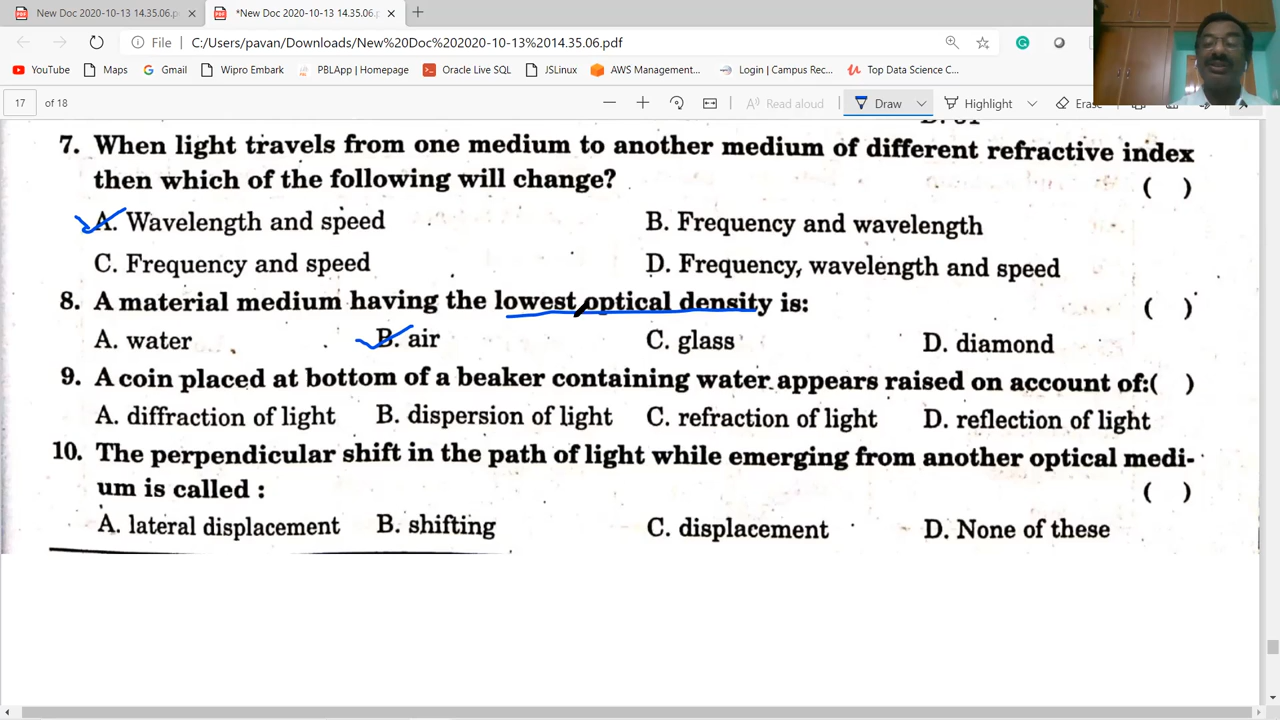 New Doc 2020-10-13 14.35.06.p
*New Doc 2020-10-13 14.35.06.p
File C:/Users/pavan/Downloads/New%20Doc%202020-10-13%2014.35.06.pdf
YouTube Maps Gmail Wipro Embark PBLApp | Homepage Oracle Live SQL JSLinux AWS Management... Login | Campus Rec... Top Data Science C...
17 of 18 Read aloud Draw Highlight Erase
7. When light travels from one medium to another medium of different refractive index
then which of the following will change? ( )
A. Wavelength and speed B. Frequency and wavelength
C. Frequency and speed D. Frequency, wavelength and speed
8. A material medium having the lowest optical density is: ( )
A. water B. air C. glass D. diamond
9. A coin placed at bottom of a beaker containing water appears raised on account of:( )
A. diffraction of light B. dispersion of light C. refraction of light D. reflection of light
10. The perpendicular shift in the path of light while emerging from another optical medi-
um is called : ( )
A. lateral displacement B. shifting C. displacement D. None of these